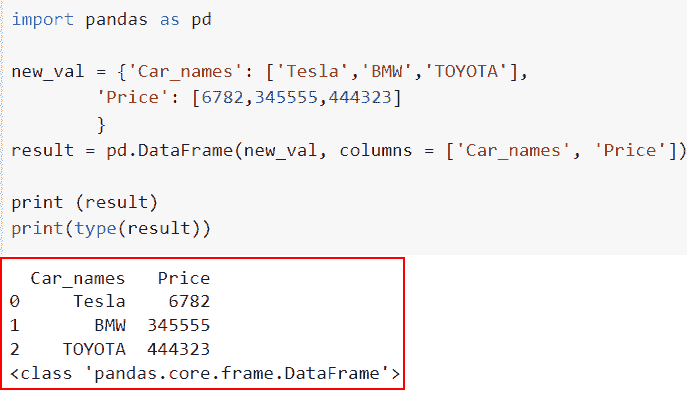 import pandas as pd
new_val = {'Car_names': ['Tesla','BMW','TOYOTA'],
'Price': [6782,345555,444323]
}
result = pd.DataFrame(new_val, columns = ['Car_names', 'Price'])
print (result)
print(type(result))
Car_names Price
0 Tesla 6782
1 BMW 345555
2 TOYOTA 444323
<class 'pandas.core.frame.DataFrame'>